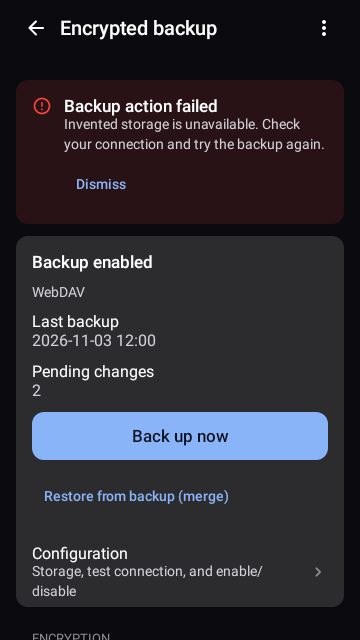 Encrypted backup
Backup action failed
Invented storage is unavailable. Check
your connection and try the backup again.
Dismiss
Backup enabled
WebDAV
Last backup
2026-11-03 12:00
Pending changes
2
Back up now
Restore from backup (merge)
Configuration
Storage, test connection, and enable/
disable
ENCRYPTION